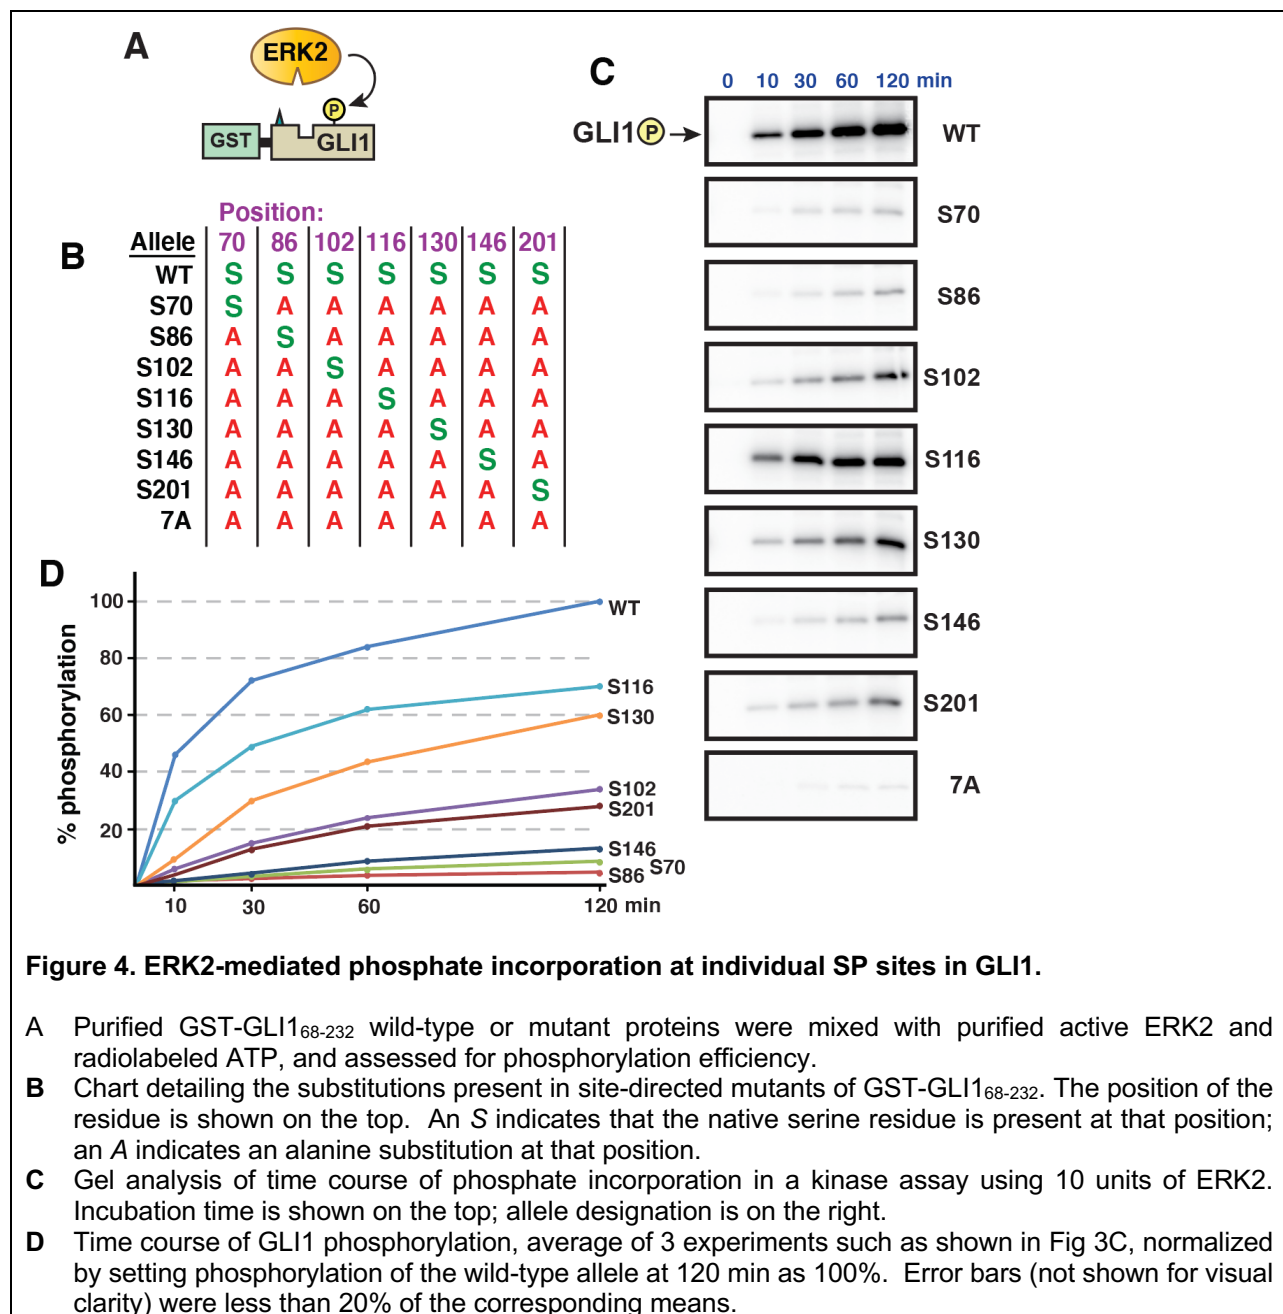 A
ERK2
P
GST
GLI1
B
Position:
Allele 70 86 102 116 130 146 201
WT S S S S S S S
S70 S A A A A A A
S86 A S A A A A A
S102 A A S A A A A
S116 A A A S A A A
S130 A A A A S A A
S146 A A A A A S A
S201 A A A A A A S
7A A A A A A A A
C
0 10 30 60 120 min
GLI1 P
WT
S70
S86
S102
S116
S130
S146
S201
7A
D
% phosphorylation
100
80
60
40
20
WT
S116
S130
S102
S201
S146
S70
S86
10 30 60 120 min
Figure 4. ERK2-mediated phosphate incorporation at individual SP sites in GLI1.
A Purified GST-GLI168-232 wild-type or mutant proteins were mixed with purified active ERK2 and
radiolabeled ATP, and assessed for phosphorylation efficiency.
B Chart detailing the substitutions present in site-directed mutants of GST-GLI168-232. The position of the
residue is shown on the top. An S indicates that the native serine residue is present at that position;
an A indicates an alanine substitution at that position.
C Gel analysis of time course of phosphate incorporation in a kinase assay using 10 units of ERK2.
Incubation time is shown on the top; allele designation is on the right.
D Time course of GLI1 phosphorylation, average of 3 experiments such as shown in Fig 3C, normalized
by setting phosphorylation of the wild-type allele at 120 min as 100%. Error bars (not shown for visual
clarity) were less than 20% of the corresponding means.